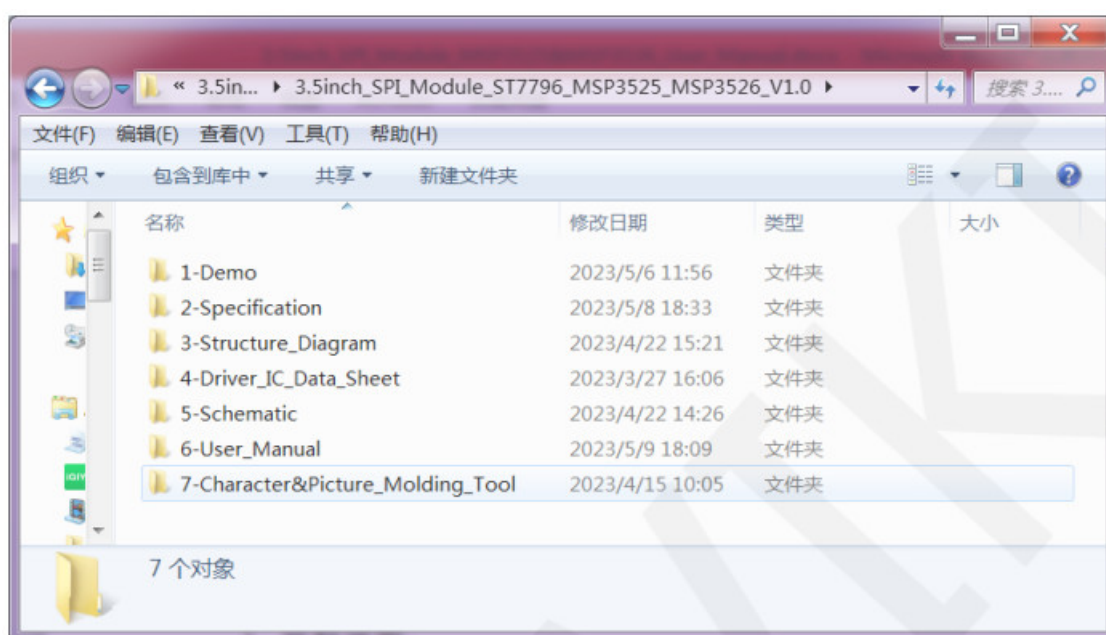 « 3.5in... ▸ 3.5inch_SPI_Module_ST7796_MSP3525_MSP3526_V1.0 ▸ 搜索 3....
文件(F) 编辑(E) 查看(V) 工具(T) 帮助(H)
组织 包含到库中 共享 新建文件夹
名称 修改日期 类型 大小
1-Demo 2023/5/6 11:56 文件夹
2-Specification 2023/5/8 18:33 文件夹
3-Structure_Diagram 2023/4/22 15:21 文件夹
4-Driver_IC_Data_Sheet 2023/3/27 16:06 文件夹
5-Schematic 2023/4/22 14:26 文件夹
6-User_Manual 2023/5/9 18:09 文件夹
7-Character&Picture_Molding_Tool 2023/4/15 10:05 文件夹
7 个对象